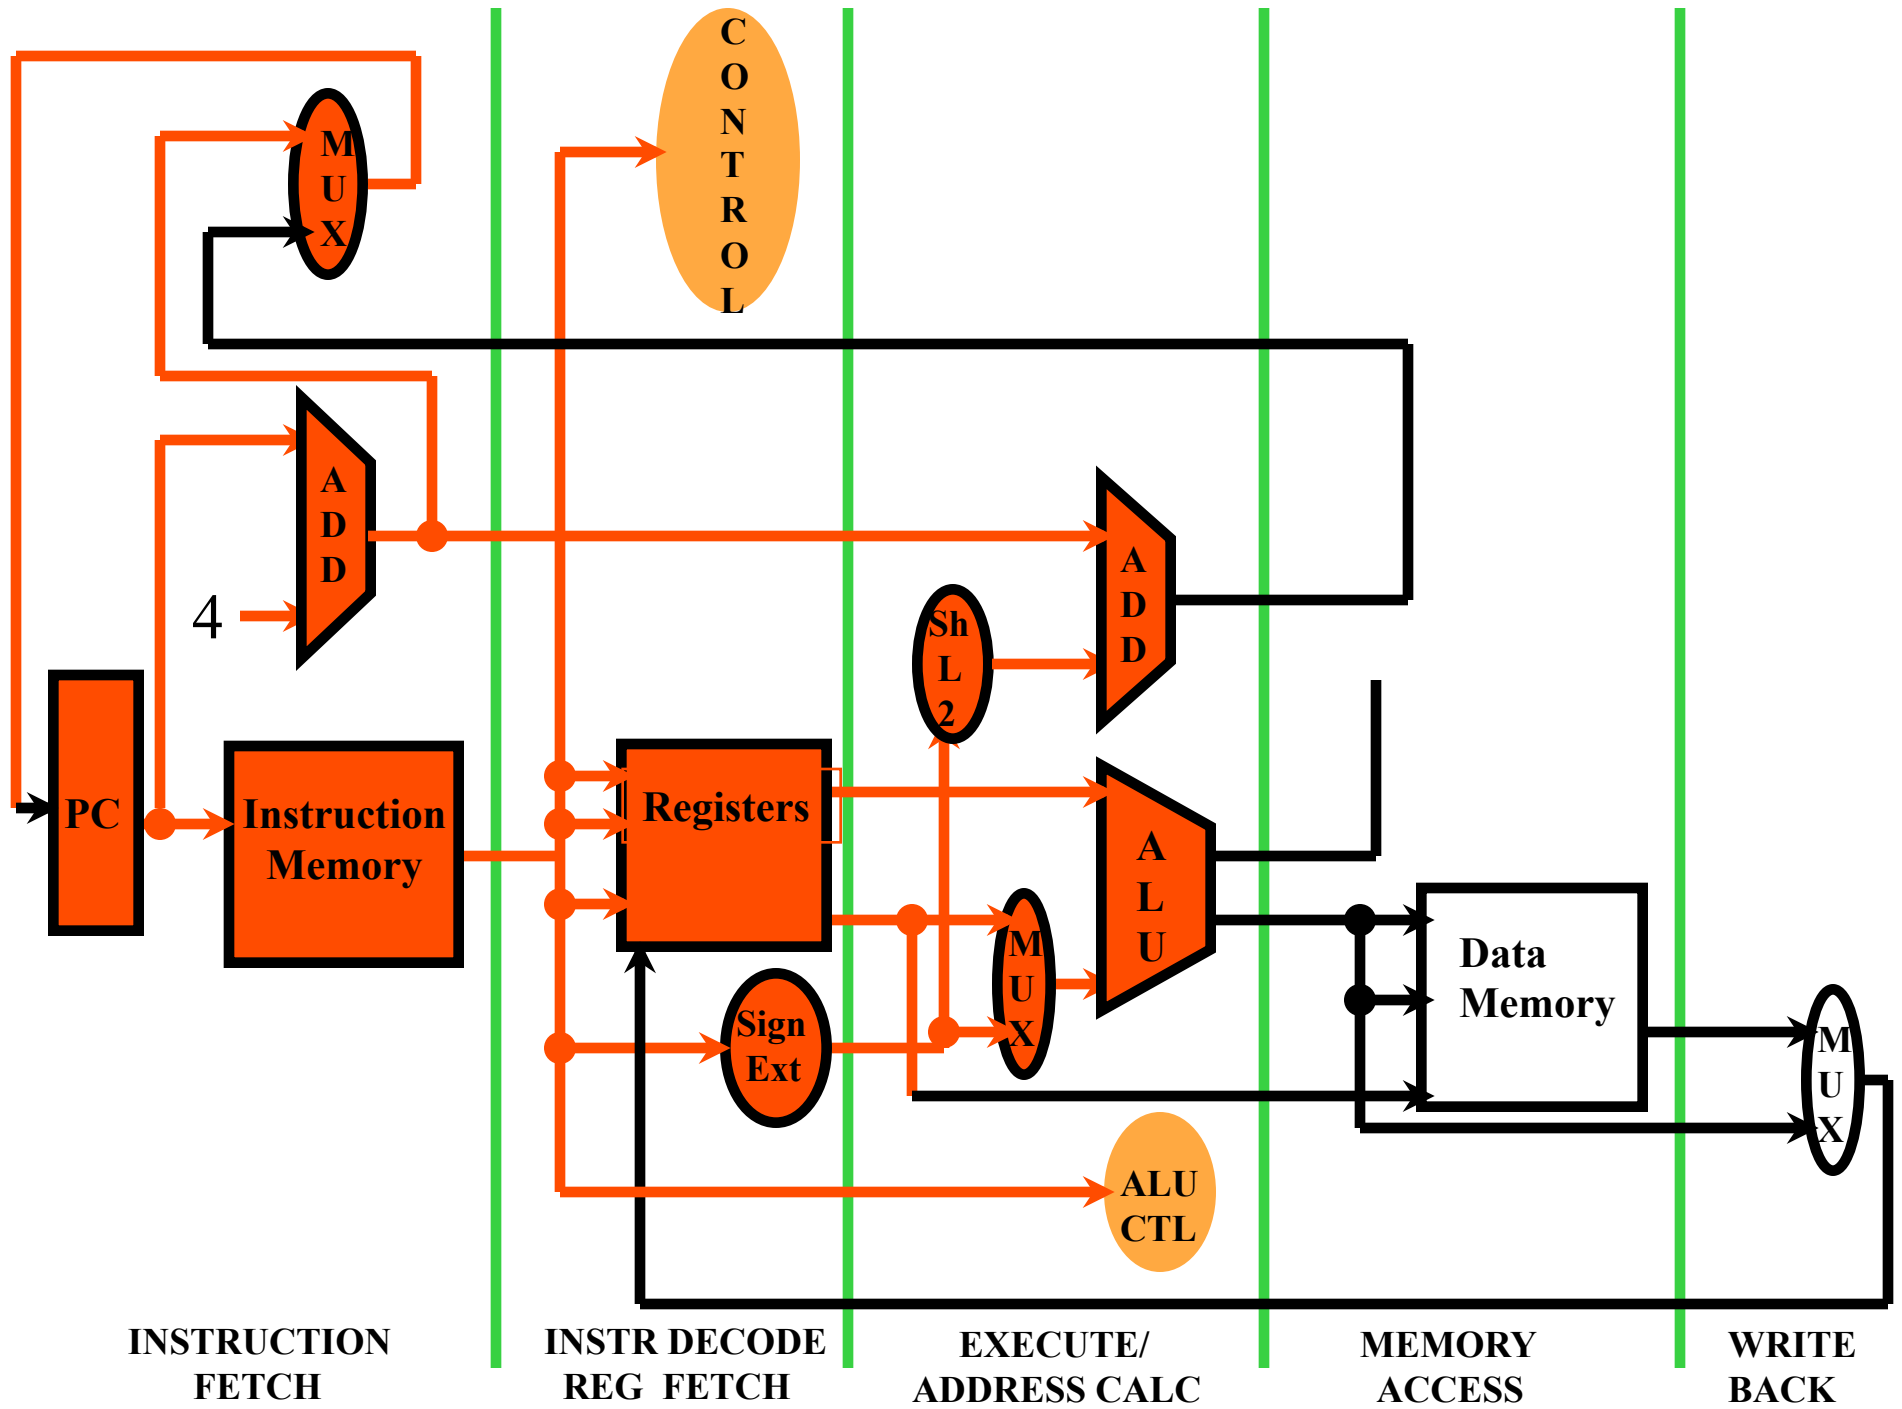 C
O
N
T
R
O
L
M
U
X
A
D
D
4
PC
Instruction
Memory
Registers
Sign
Ext
Sh
L
2
A
D
D
A
L
U
M
U
X
ALU
CTL
Data
Memory
M
U
X
INSTRUCTION
FETCH
INSTR DECODE
REG FETCH
EXECUTE/
ADDRESS CALC
MEMORY
ACCESS
WRITE
BACK